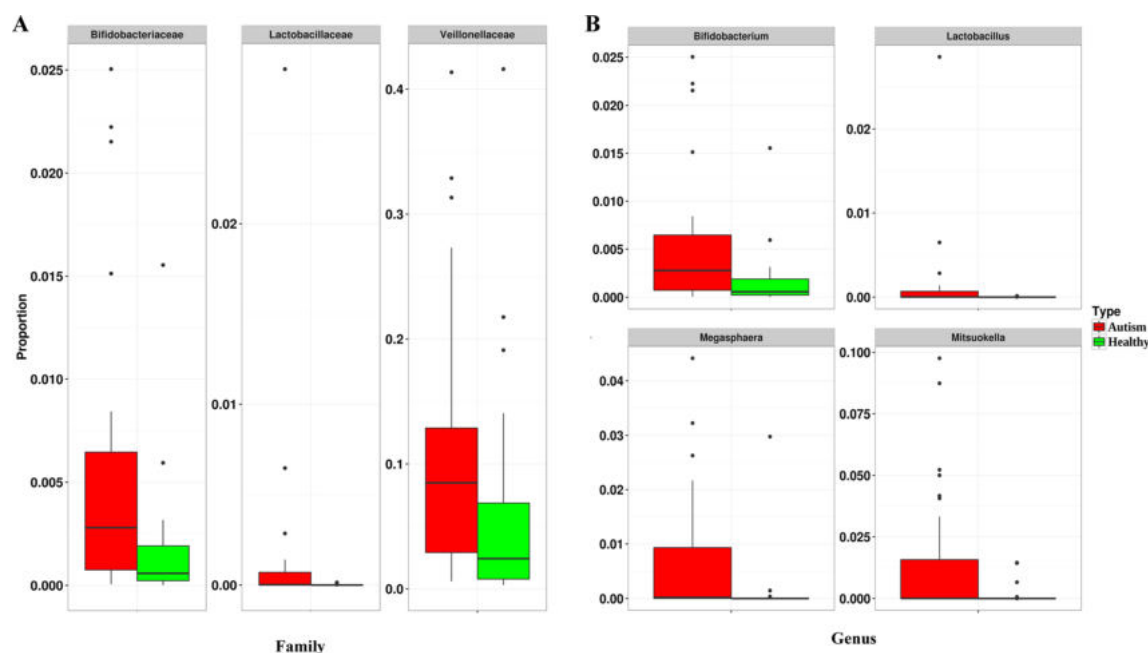 A
Bifidobacteriaceae
Lactobacillaceae
Veillonellaceae
Proportion
0.025
0.020
0.015
0.010
0.005
0.000
0.02
0.01
0.00
0.4
0.3
0.2
0.1
0.0
Family
B
Bifidobacterium
Lactobacillus
0.025
0.020
0.015
0.010
0.005
0.000
0.02
0.01
0.00
Megasphaera
Mitsuokella
0.04
0.03
0.02
0.01
0.00
0.100
0.075
0.050
0.025
0.000
Genus
Type
Autism
Healthy